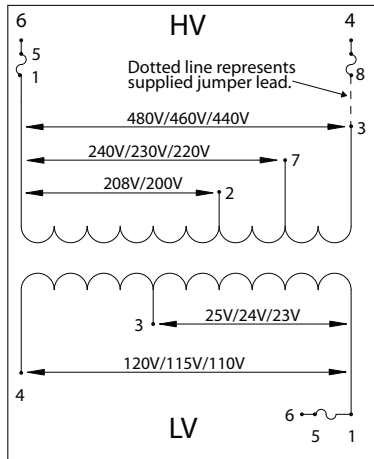 6 HV 4
5
1 8
Dotted line represents
supplied jumper lead.
480V/460V/440V 3
240V/230V/220V 7
208V/200V 2
3 25V/24V/23V
120V/115V/110V
4
6 5 1
LV